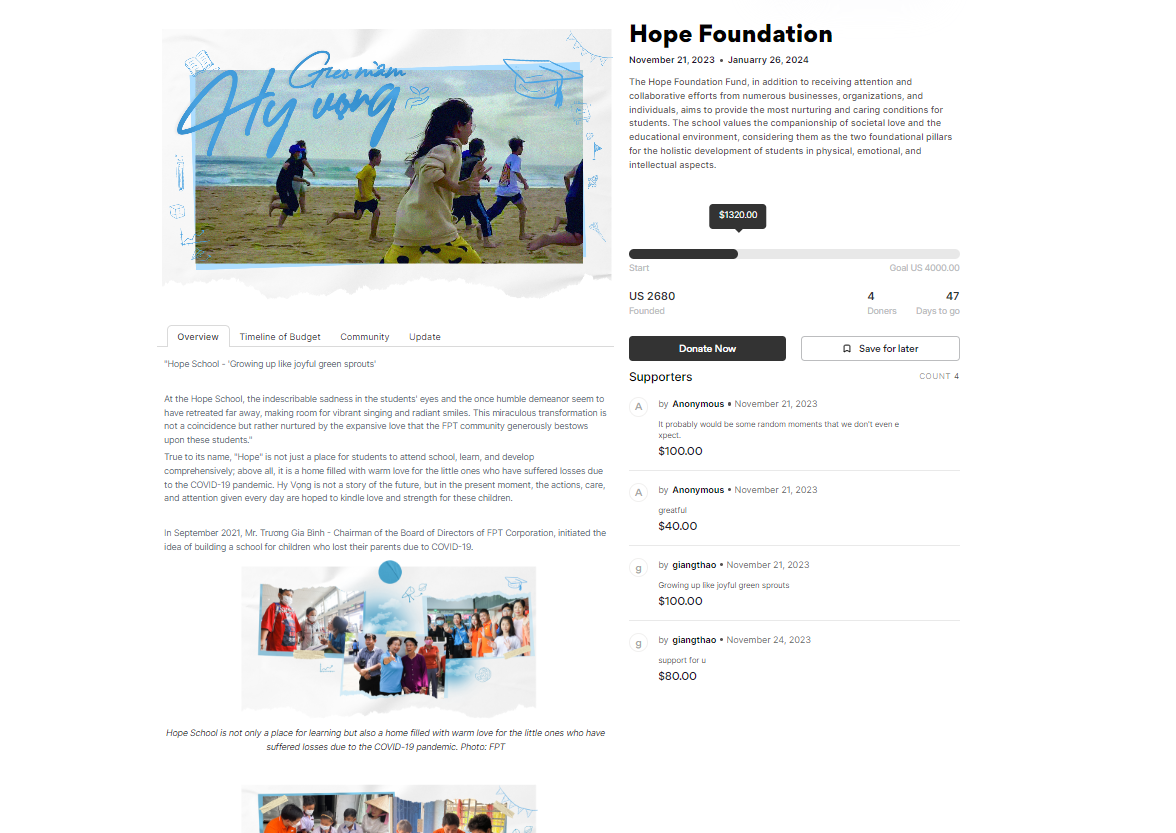 Gieo mầm
Hy vọng
Overview
Timeline of Budget
Community
Update
"Hope School - 'Growing up like joyful green sprouts'
At the Hope School, the indescribable sadness in the students' eyes and the once humble demeanor seem to
have retreated far away, making room for vibrant singing and radiant smiles. This miraculous transformation is
not a coincidence but rather nurtured by the expansive love that the FPT community generously bestows
upon these students."
True to its name, "Hope" is not just a place for students to attend school, learn, and develop
comprehensively; above all, it is a home filled with warm love for the little ones who have suffered losses due
to the COVID-19 pandemic. Hy Vọng is not a story of the future, but in the present moment, the actions, care,
and attention given every day are hoped to kindle love and strength for these children.
In September 2021, Mr. Trương Gia Bình - Chairman of the Board of Directors of FPT Corporation, initiated the
idea of building a school for children who lost their parents due to COVID-19.
Hope School is not only a place for learning but also a home filled with warm love for the little ones who have
suffered losses due to the COVID-19 pandemic. Photo: FPT
Hope Foundation
November 21, 2023 • Januarry 26, 2024
The Hope Foundation Fund, in addition to receiving attention and
collaborative efforts from numerous businesses, organizations, and
individuals, aims to provide the most nurturing and caring conditions for
students. The school values the companionship of societal love and the
educational environment, considering them as the two foundational pillars
for the holistic development of students in physical, emotional, and
intellectual aspects.
$1320.00
Start
Goal US 4000.00
US 2680
Founded
4
Doners
47
Days to go
Donate Now
Save for later
Supporters
COUNT 4
A
by Anonymous • November 21, 2023
It probably would be some random moments that we don't even e
xpect.
$100.00
A
by Anonymous • November 21, 2023
greatful
$40.00
g
by giangthao • November 21, 2023
Growing up like joyful green sprouts
$100.00
g
by giangthao • November 24, 2023
support for u
$80.00